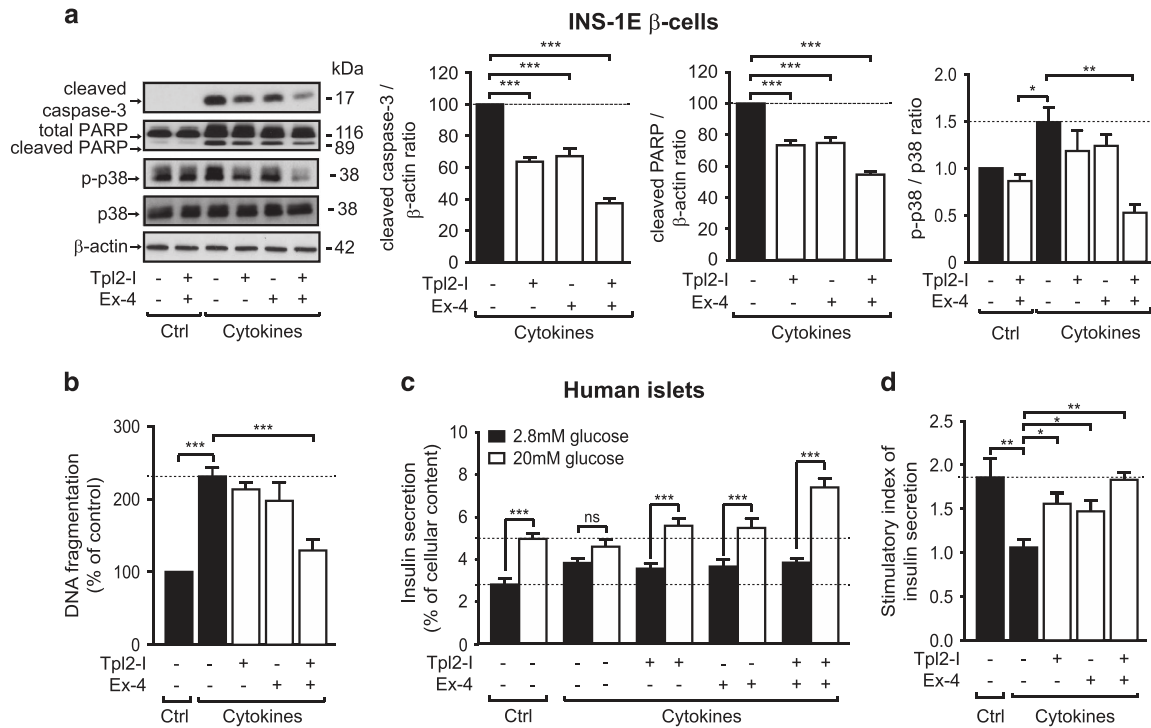 a
INS-1E β-cells
kDa
cleaved
caspase-3
17
total PARP
116
cleaved PARP
89
p-p38
38
p38
38
β-actin
42
Tpl2-I - + - + - +
Ex-4 - + - - + +
Ctrl Cytokines
cleaved caspase-3 /
β-actin ratio
120
100
80
60
40
20
0
*** *** ***
Tpl2-I - + - +
Ex-4 - - + +
Cytokines
cleaved PARP /
β-actin ratio
120
100
80
60
40
80
0
*** *** ***
Tpl2-I - + - +
Ex-4 - - + +
Cytokines
p-p38 / p38 ratio
2.0
1.5
1.0
0.5
0.0
* **
Tpl2-I - + - + - +
Ex-4 - + - - + +
Ctrl Cytokines
b
DNA fragmentation
(% of control)
300
200
100
0
*** ***
Tpl2-I - - + - +
Ex-4 - - - + +
Ctrl Cytokines
c
Human islets
2.8mM glucose
20mM glucose
Insulin secretion
(% of cellular content)
10
8
6
4
2
0
*** ns *** *** ***
Tpl2-I - - - - + + - - + +
Ex-4 - - - - - - + + + +
Ctrl Cytokines
d
Stimulatory index of
insulin secretion
2.5
2.0
1.5
1.0
1.5
0.0
** * * **
Tpl2-I - - + - +
Ex-4 - - - + +
Ctrl Cytokines